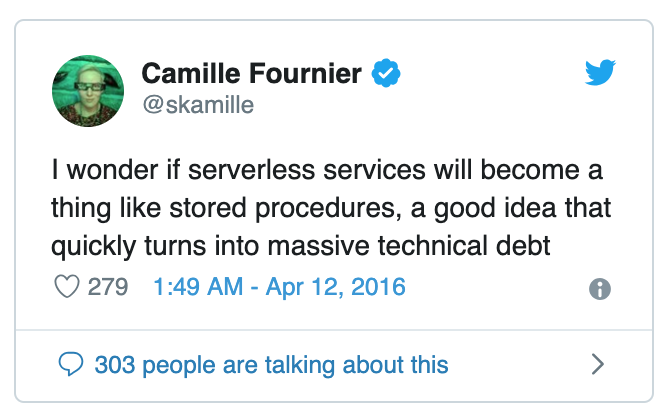 Camille Fournier
@skamille
I wonder if serverless services will become a
thing like stored procedures, a good idea that
quickly turns into massive technical debt
279 1:49 AM - Apr 12, 2016
303 people are talking about this